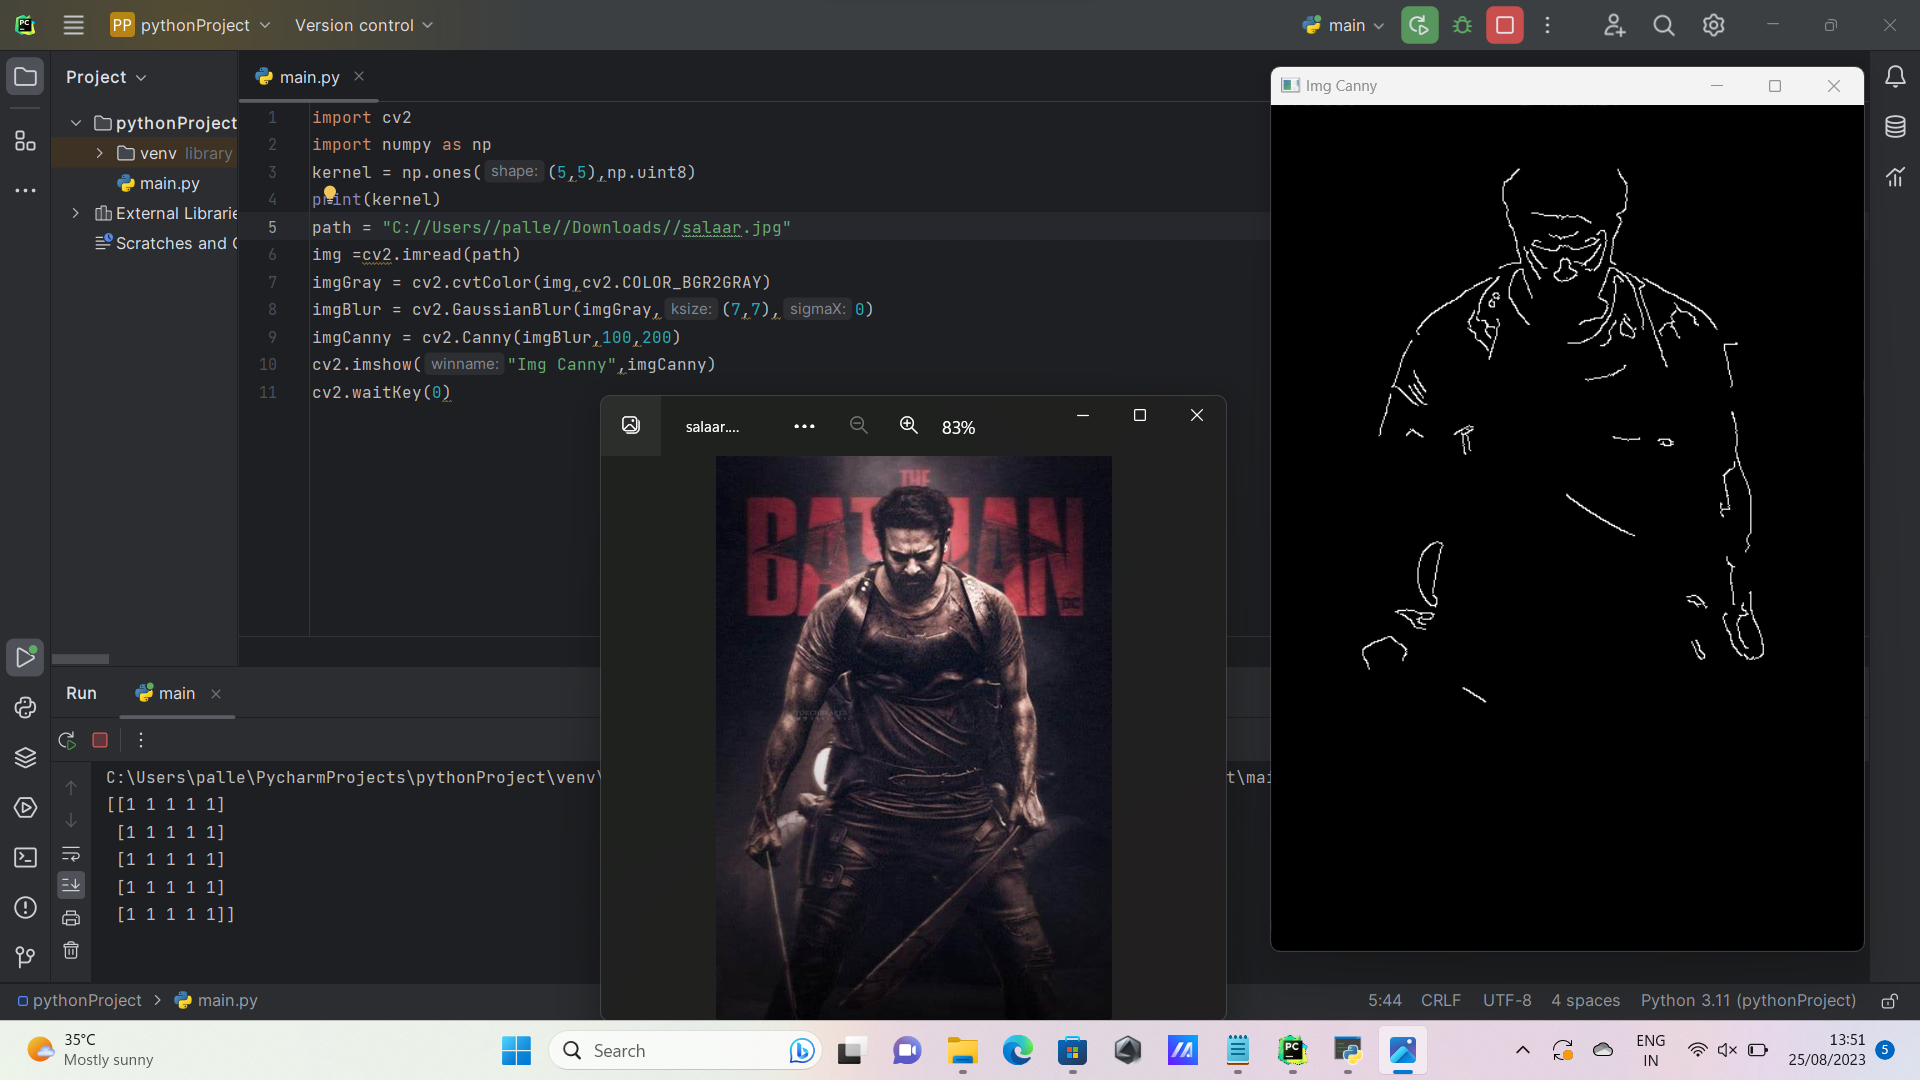 PC
PP pythonProject
Version control
main
Project
main.py
pythonProject
venv library
main.py
External Librarie
Scratches and C
1 import cv2
2 import numpy as np
3 kernel = np.ones( shape: (5,5),np.uint8)
4 print(kernel)
5 path = "C://Users//palle//Downloads//salaar.jpg"
6 img =cv2.imread(path)
7 imgGray = cv2.cvtColor(img,cv2.COLOR_BGR2GRAY)
8 imgBlur = cv2.GaussianBlur(imgGray, ksize: (7,7), sigmaX: 0)
9 imgCanny = cv2.Canny(imgBlur,100,200)
10 cv2.imshow( winname: "Img Canny",imgCanny)
11 cv2.waitKey(0)
Img Canny
salaar....
83%
THE
BATMAN
DC
Run
main
C:\Users\palle\PycharmProjects\pythonProject\venv\
t\mai
[[1 1 1 1 1]
[1 1 1 1 1]
[1 1 1 1 1]
[1 1 1 1 1]
[1 1 1 1 1]]
pythonProject > main.py
5:44 CRLF UTF-8 4 spaces Python 3.11 (pythonProject)
35°C
Mostly sunny
Search
PC
ENG
IN
13:51
25/08/2023
5